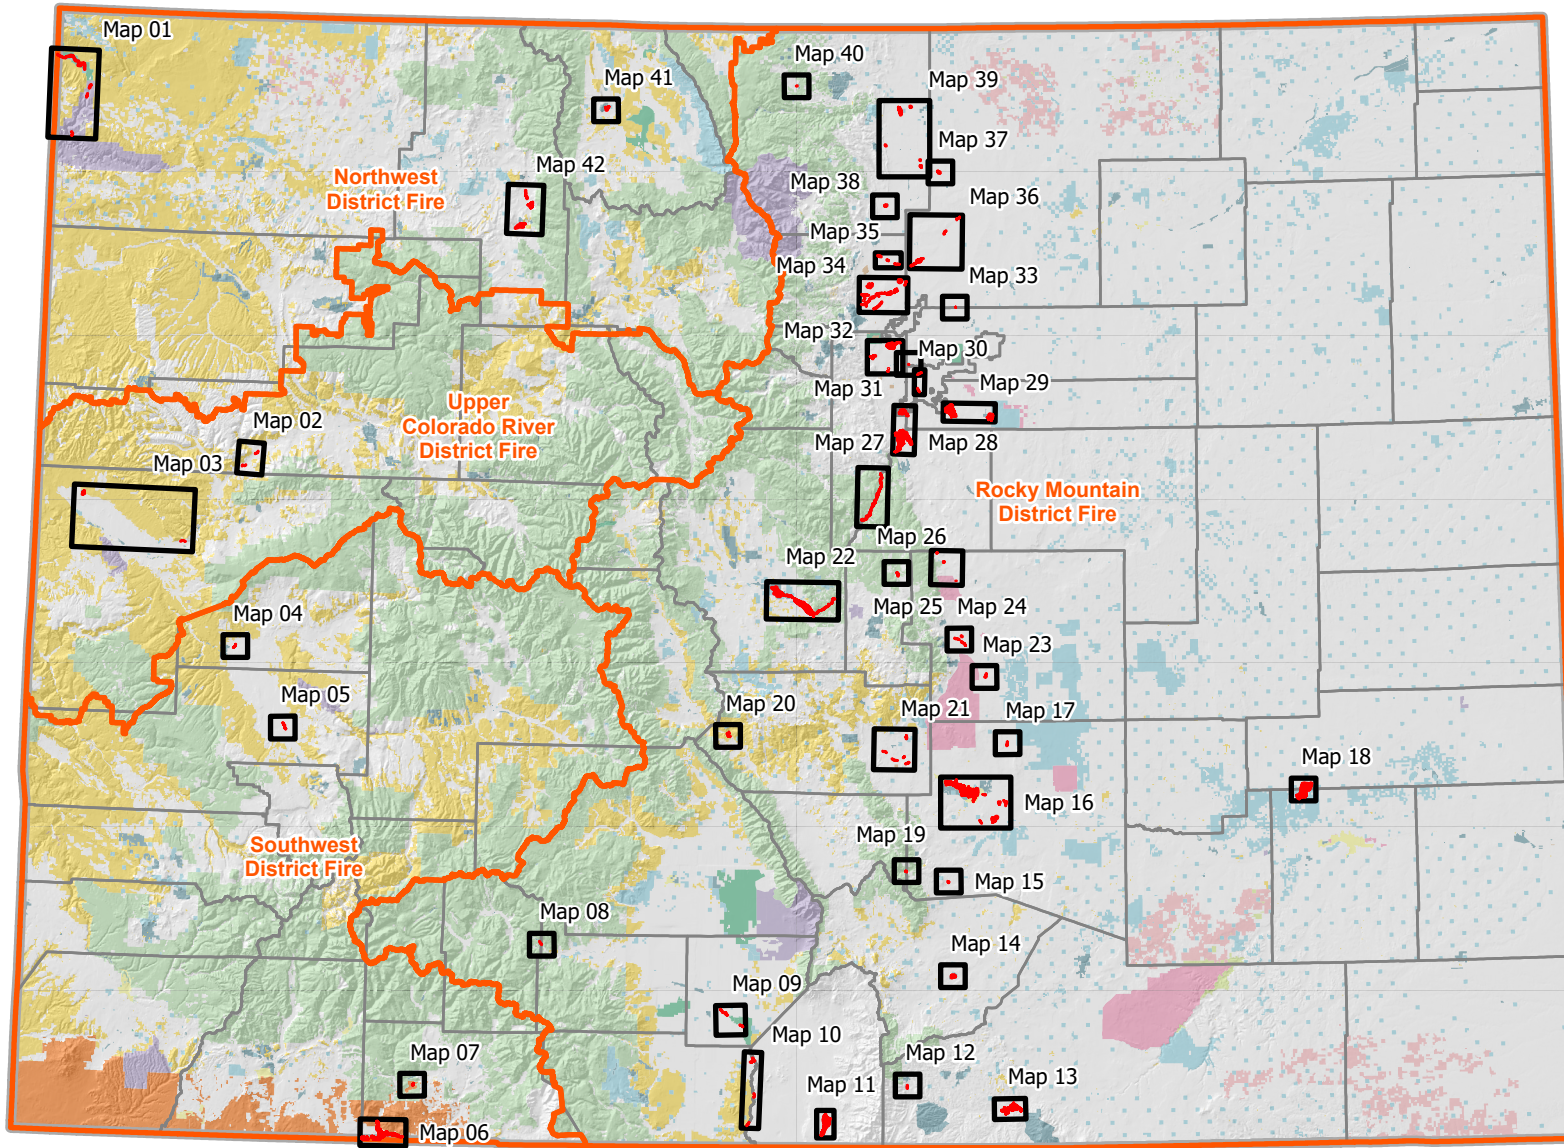 Map 01
Map 40
Map 41
Map 39
Map 37
Map 42
Northwest
District Fire
Map 38
Map 36
Map 35
Map 34
Map 33
Map 32
Map 30
Map 31
Map 29
Upper
Colorado River
District Fire
Map 02
Map 03
Map 27
Map 28
Rocky Mountain
District Fire
Map 26
Map 22
Map 25
Map 24
Map 04
Map 23
Map 05
Map 20
Map 21
Map 17
Map 18
Map 16
Southwest
District Fire
Map 19
Map 15
Map 08
Map 14
Map 09
Map 10
Map 07
Map 12
Map 11
Map 13
Map 06